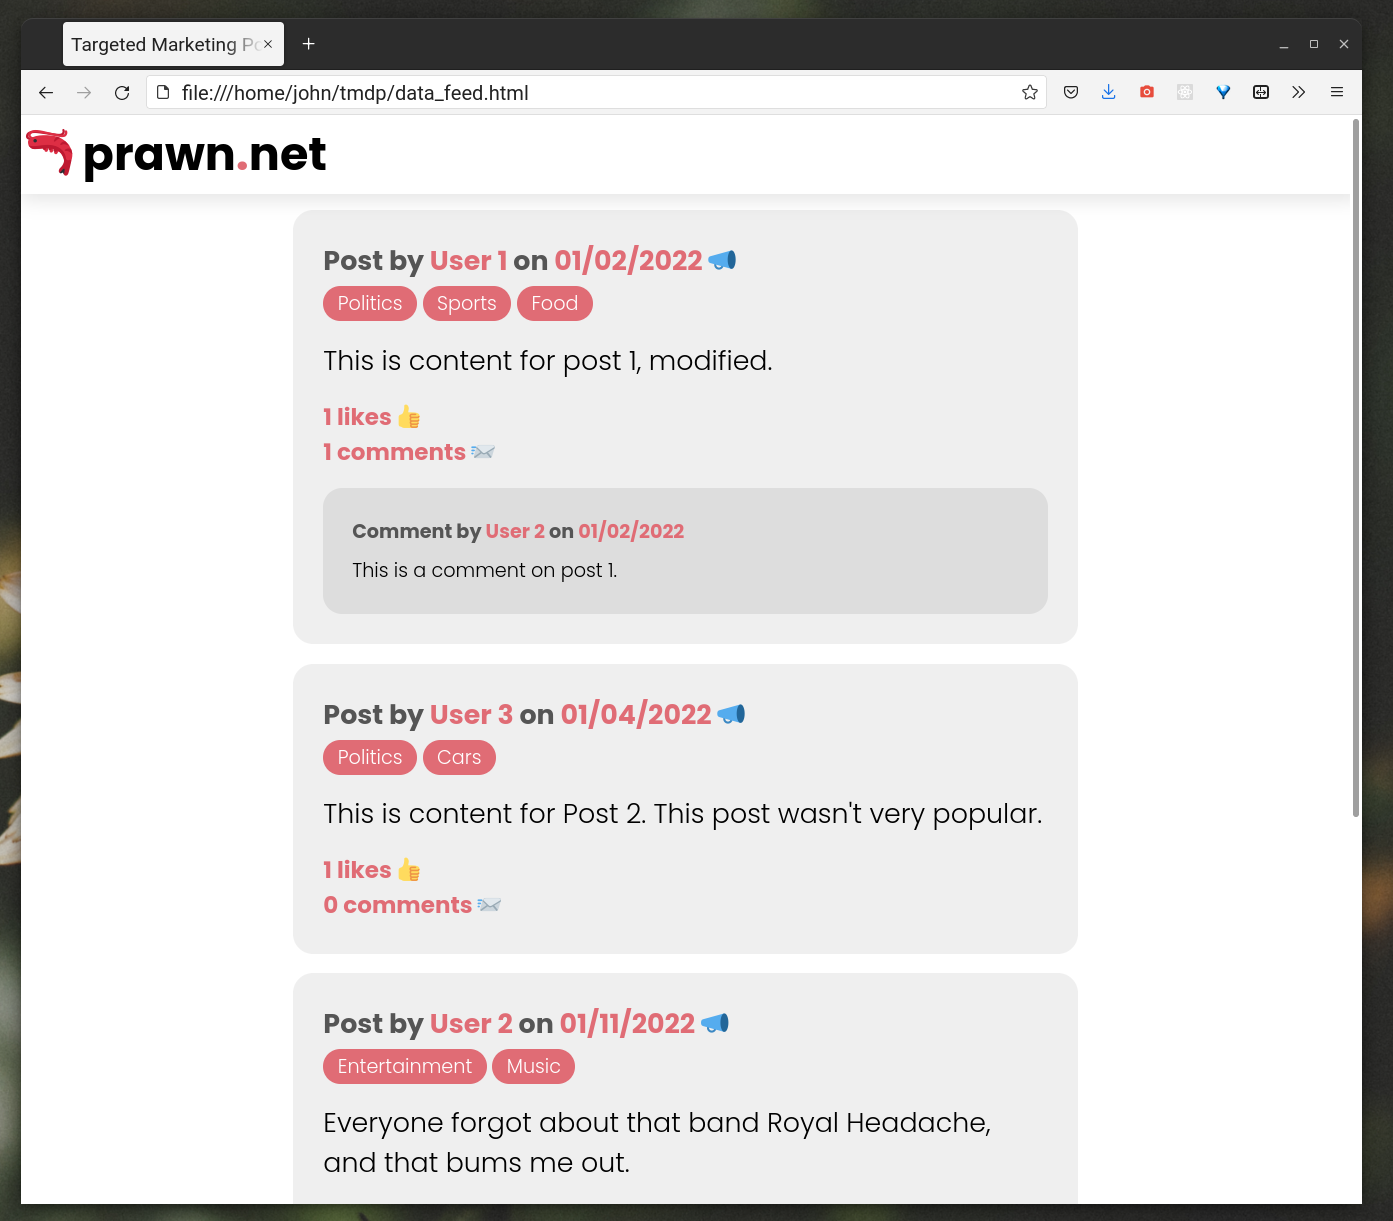 Targeted Marketing
file:///home/john/tmdp/data_feed.html
prawn.net
Post by User 1 on 01/02/2022
Politics Sports Food
This is content for post 1, modified.
1 likes
1 comments
Comment by User 2 on 01/02/2022
This is a comment on post 1.
Post by User 3 on 01/04/2022
Politics Cars
This is content for Post 2. This post wasn't very popular.
1 likes
0 comments
Post by User 2 on 01/11/2022
Entertainment Music
Everyone forgot about that band Royal Headache,
and that bums me out.